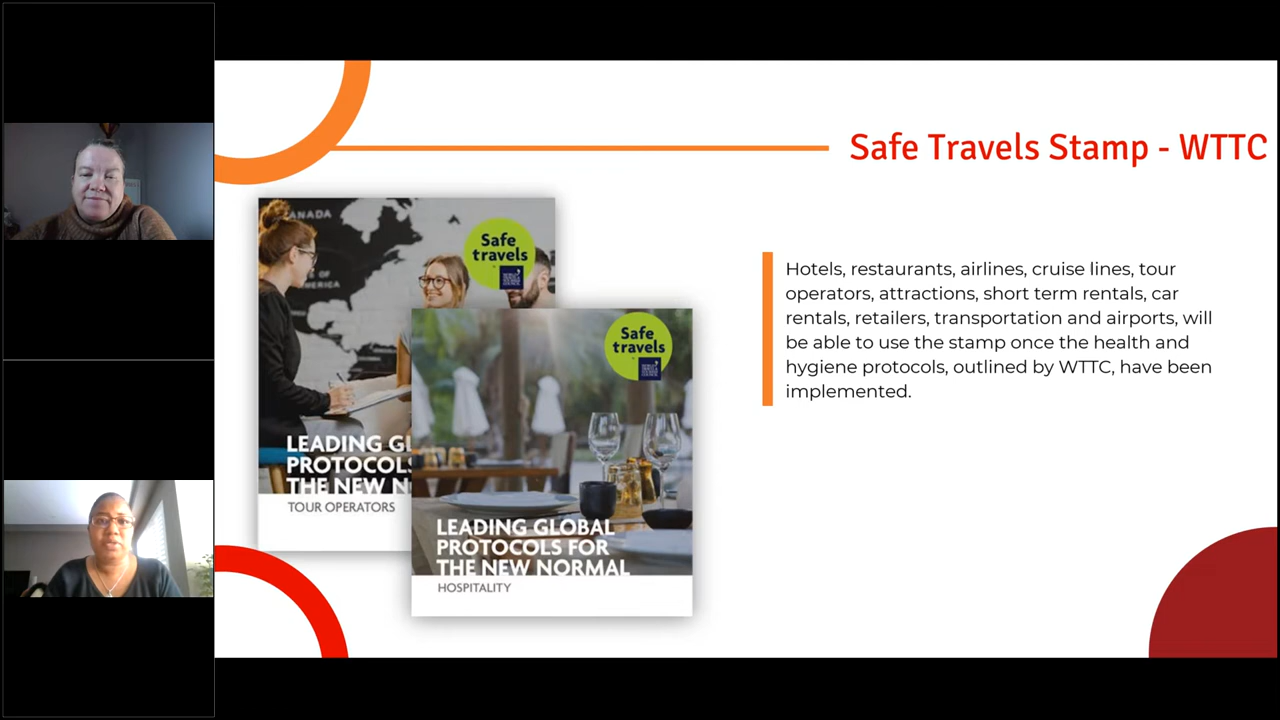 Safe Travels Stamp - WTTC
Hotels, restaurants, airlines, cruise lines, tour
operators, attractions, short term rentals, car
rentals, retailers, transportation and airports, will
be able to use the stamp once the health and
hygiene protocols, outlined by WTTC, have been
implemented.
CANADA
Safe
travels
LEADING GL
PROTOCOLS
THE NEW N
TOUR OPERATORS
Safe
travels
LEADING GLOBAL
PROTOCOLS FOR
THE NEW NORMAL
HOSPITALITY